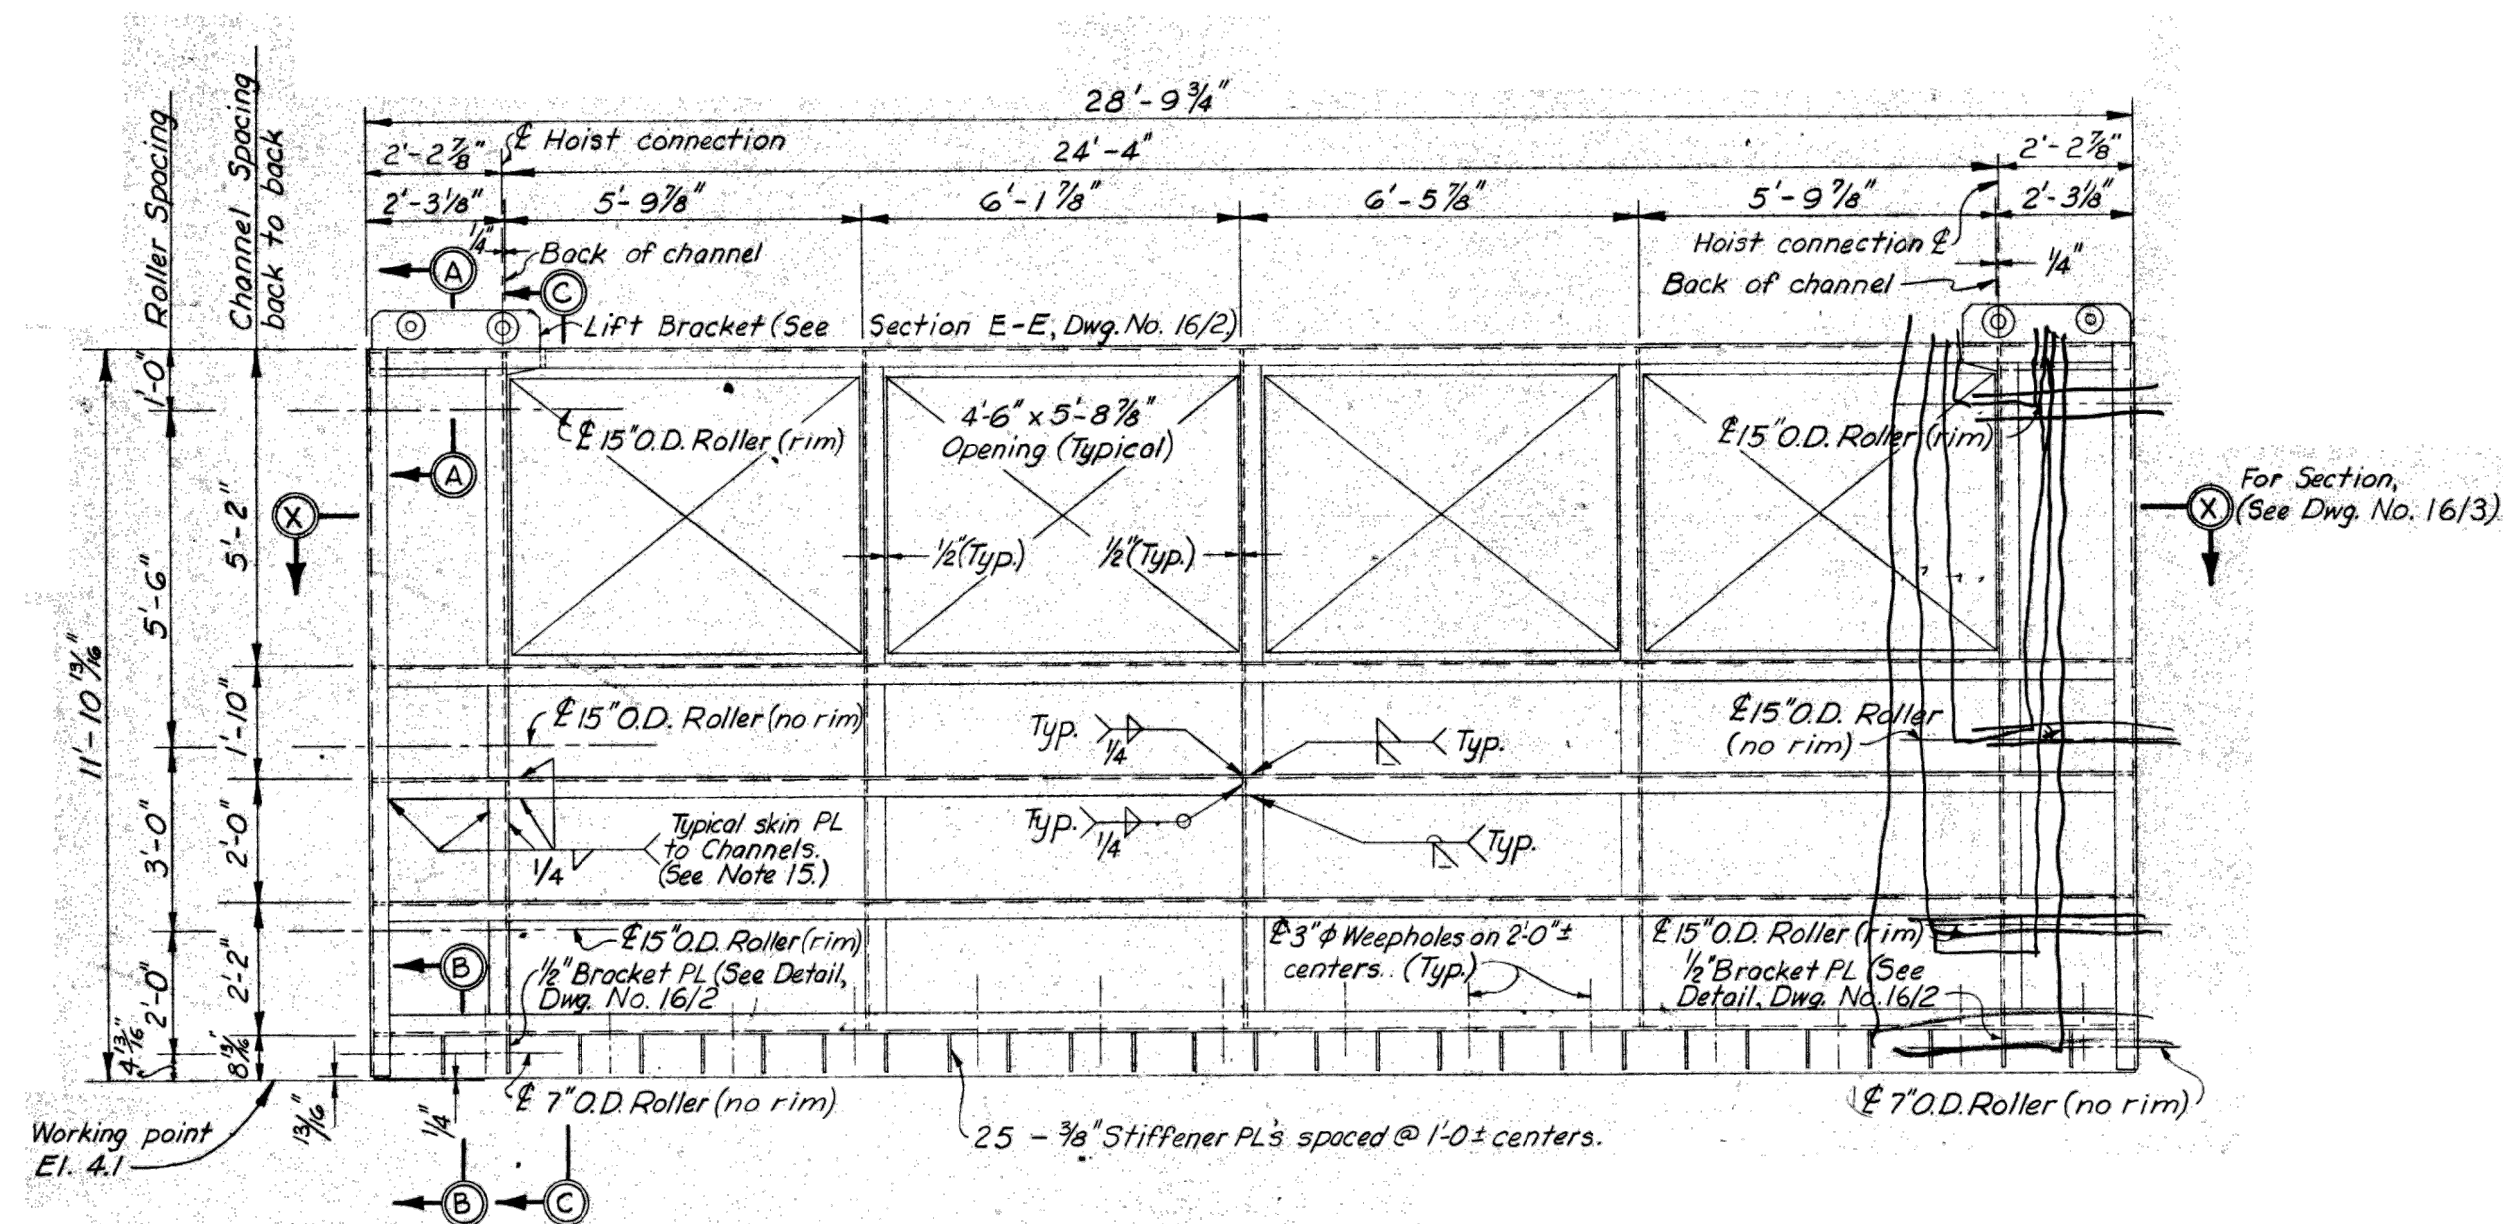 28'-9 3/4"
2'-2 7/8"
℄ Hoist connection
24'-4"
2'-2 7/8"
2'-3 1/8"
5'-9 7/8"
6'-1 7/8"
6'-5 7/8"
5'-9 7/8"
2'-3 1/8"
Roller Spacing
Channel Spacing
back to back
1/4"
Back of channel
A
C
Hoist connection ℄
1/4"
Back of channel
Lift Bracket (See Section E-E, Dwg. No. 16/2)
1'-0"
℄ 15" O.D. Roller (rim)
4'-6" x 5'-8 7/8"
Opening (Typical)
℄ 15" O.D. Roller (rim)
A
X
5'-2"
For Section,
X
(See Dwg. No. 16/3)
1/2" (Typ.)
1/2" (Typ.)
5'-6"
11'-10 13/16"
1'-10"
℄ 15" O.D. Roller (no rim)
Typ.
1/4
Typ.
℄ 15" O.D. Roller
(no rim)
3'-0"
2'-0"
Typical skin PL
to Channels.
(See Note 15.)
1/4
Typ.
1/4
Typ.
2'-0"
2'-2"
B
℄ 15" O.D. Roller (rim)
1/2" Bracket PL (See Detail,
Dwg. No. 16/2
℄ 3" φ Weepholes on 2'-0" ±
centers. (Typ.)
℄ 15" O.D. Roller (rim)
1/2" Bracket PL (See
Detail, Dwg. No. 16/2
4 13/16"
8 13/16"
13/16"
1/4"
℄ 7" O.D. Roller (no rim)
℄ 7" O.D. Roller (no rim)
Working point
El. 4.1
25 - 3/8" Stiffener PL's spaced @ 1'-0 ± centers.
B
C